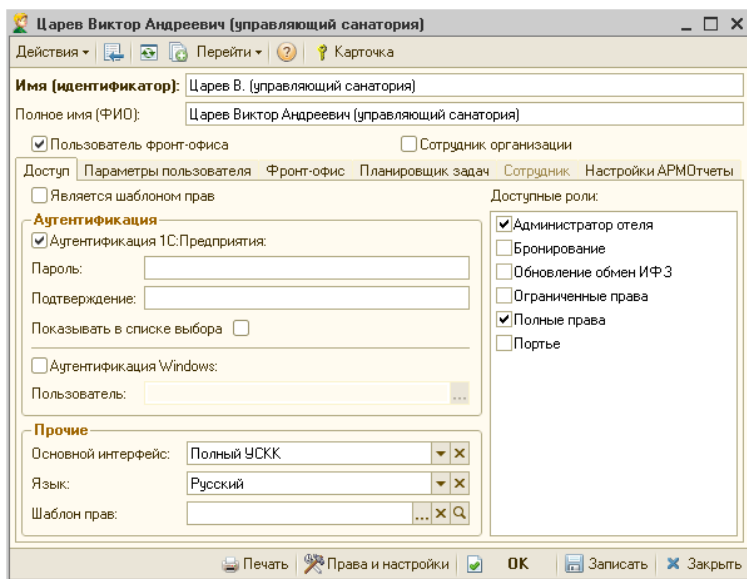 Царев Виктор Андреевич (управляющий санатория)
Действия Перейти Карточка
Имя (идентификатор): Царев В. (управляющий санатория)
Полное имя (ФИО): Царев Виктор Андреевич (управляющий санатория)
Пользователь фронт-офиса Сотрудник организации
Доступ Параметры пользователя Фронт-офис Планировщик задач Сотрудник Настройки АРМОтчеты
Является шаблоном прав
Аутентификация
Аутентификация 1С:Предприятия:
Пароль:
Подтверждение:
Показывать в списке выбора
Аутентификация Windows:
Пользователь:
Прочие
Основной интерфейс: Полный УСКК
Язык: Русский
Шаблон прав:
Доступные роли:
Администратор отеля
Бронирование
Обновление обмен ИФЗ
Ограниченные права
Полные права
Портье
Печать Права и настройки OK Записать Закрыть